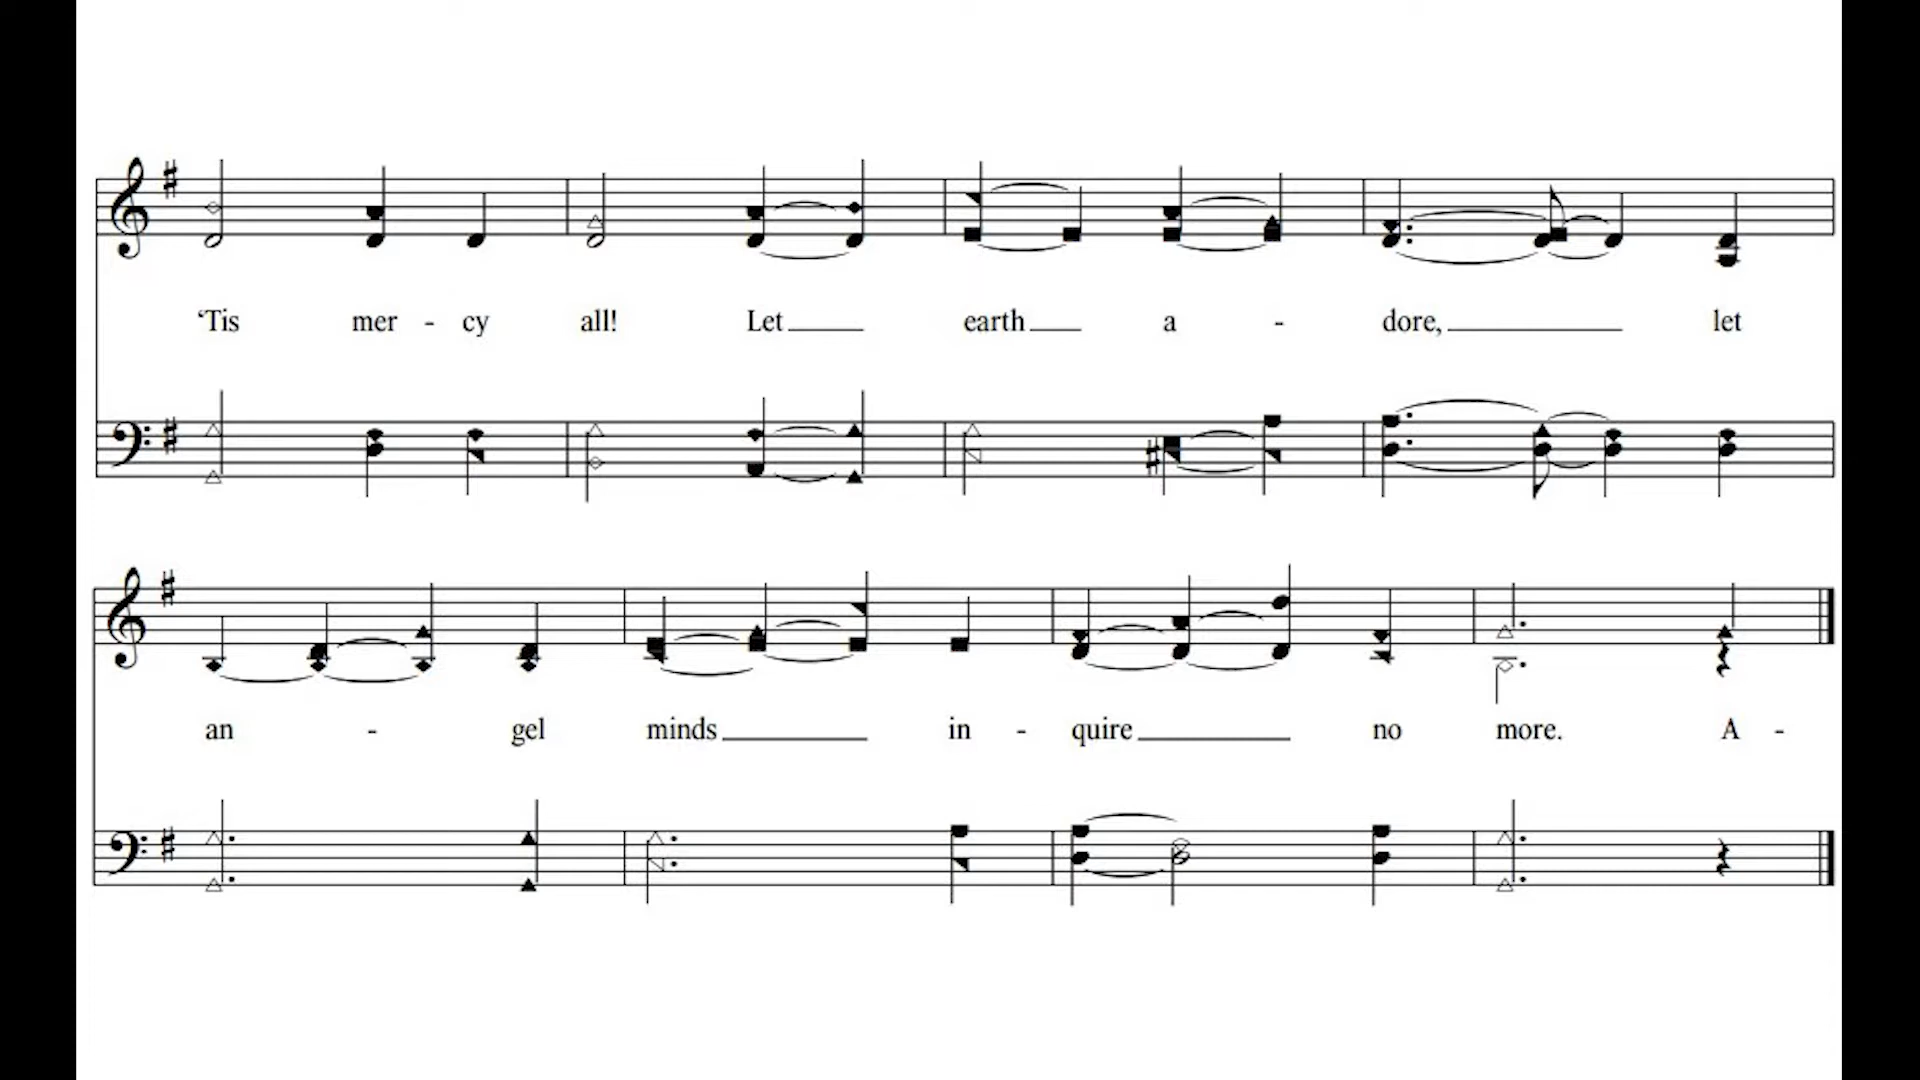 ‘Tis mer - cy all! Let earth a - dore, let
an - gel minds in - quire no more. A -